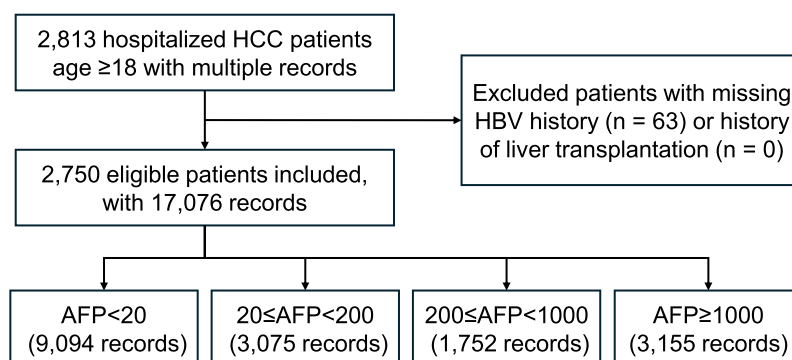 2,813 hospitalized HCC patients
age ≥18 with multiple records
Excluded patients with missing
HBV history (n = 63) or history
of liver transplantation (n = 0)
2,750 eligible patients included,
with 17,076 records
AFP<20
(9,094 records)
20≤AFP<200
(3,075 records)
200≤AFP<1000
(1,752 records)
AFP≥1000
(3,155 records)